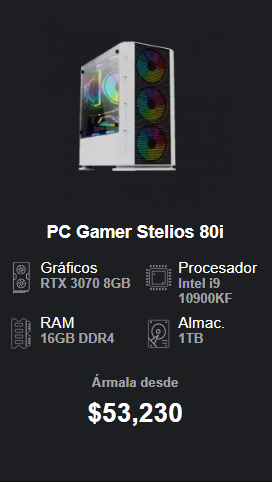 PC Gamer Stelios 80i
Gráficos
RTX 3070 8GB
Procesador
Intel i9
10900KF
RAM
16GB DDR4
Almac.
1TB
Ármala desde
$53,230